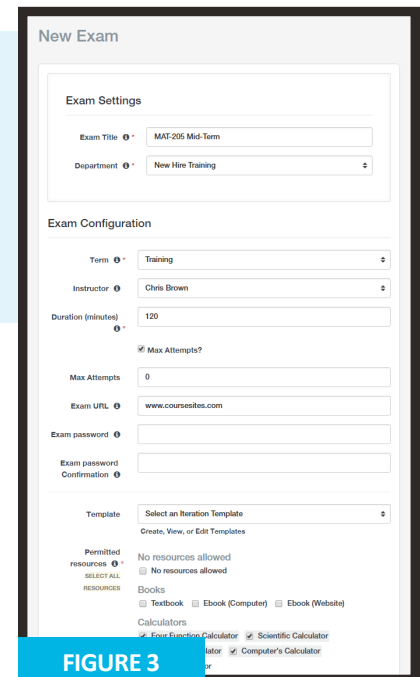 New Exam
Exam Settings
Exam Title * MAT-205 Mid-Term
Department * New Hire Training
Exam Configuration
Term * Training
Instructor Chris Brown
Duration (minutes) 120
*
Max Attempts?
Max Attempts 0
Exam URL www.coursesites.com
Exam password
Exam password
Confirmation
Template Select an Iteration Template
Create, View, or Edit Templates
Permitted
resources *
SELECT ALL
RESOURCES
No resources allowed
No resources allowed
Books
Textbook Ebook (Computer) Ebook (Website)
Calculators
Four Function Calculator Scientific Calculator
Computer's Calculator
FIGURE 3